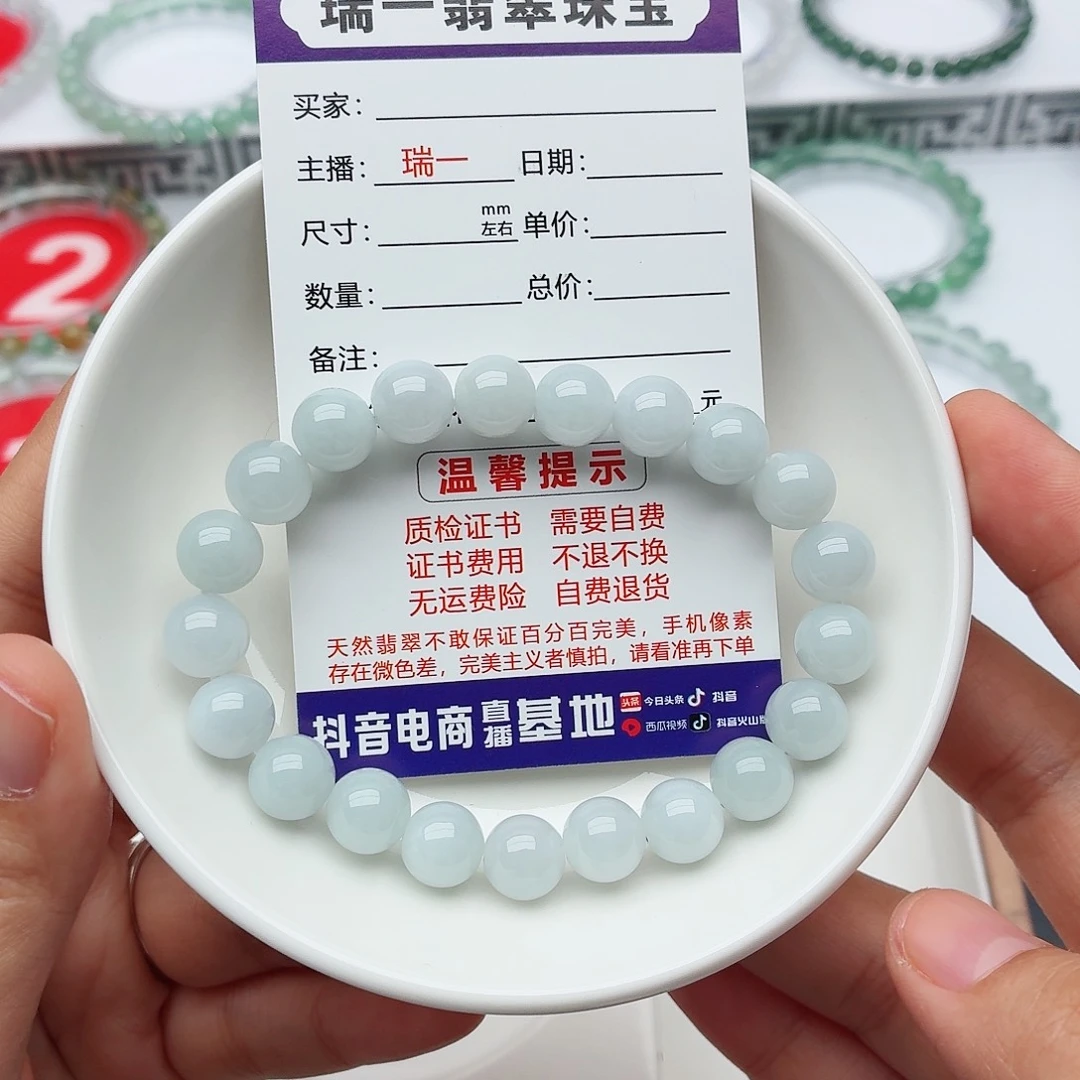 瑞一翡翠珠宝
买家：
主播： 瑞一 日期：
尺寸： mm左右 单价：
数量： 总价：
备注：
元
温馨提示
质检证书 需要自费
证书费用 不退不换
无运费险 自费退货
天然翡翠不敢保证百分百完美，手机像素
存在微色差，完美主义者慎拍，请看准再下单
抖音电商直播基地
头条 今日头条 抖音
西瓜视频 抖音火山版
2